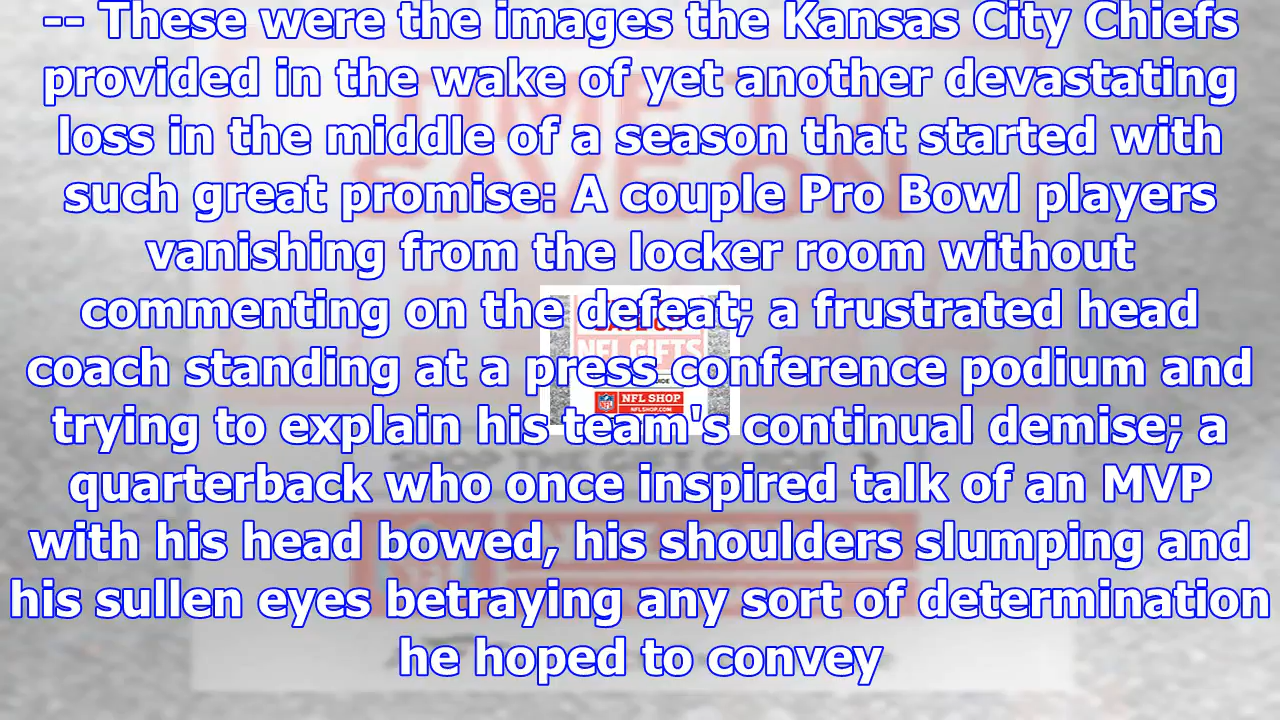 -- These were the images the Kansas City Chiefs
provided in the wake of yet another devastating
loss in the middle of a season that started with
such great promise: A couple Pro Bowl players
vanishing from the locker room without
commenting on the defeat; a frustrated head
coach standing at a press conference podium and
trying to explain his team's continual demise; a
quarterback who once inspired talk of an MVP
with his head bowed, his shoulders slumping and
his sullen eyes betraying any sort of determination
he hoped to convey
NFL GIFTS
NFL SHOP
NFLSHOP.COM